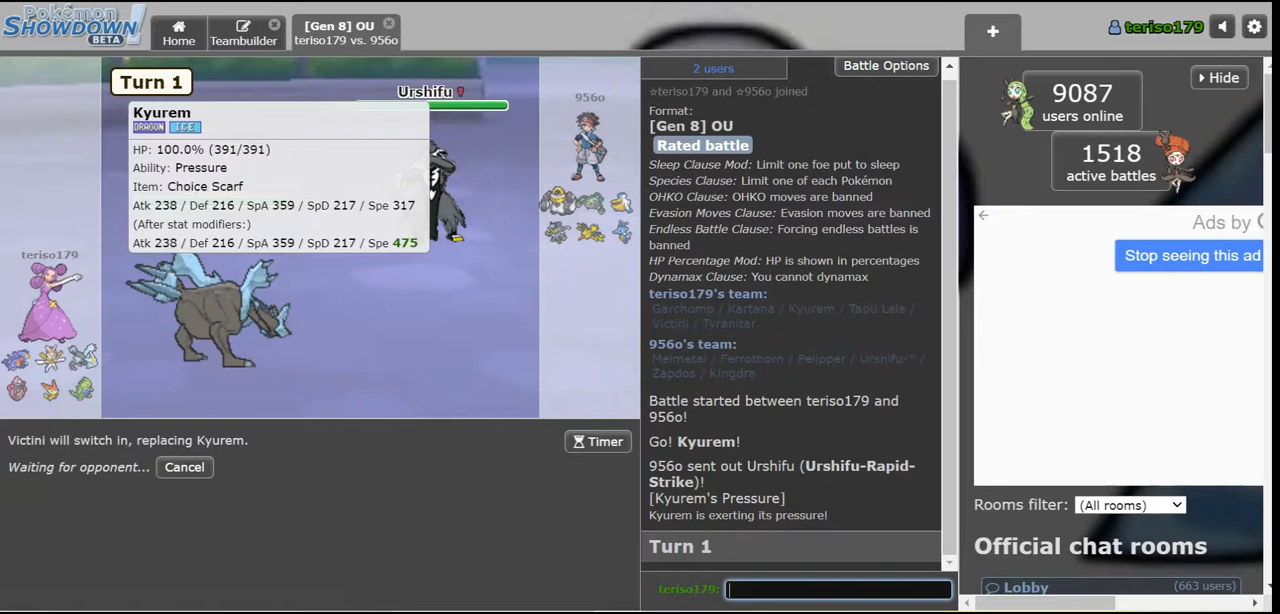 Pokémon
SHOWDOWN!
BETA
Home
Teambuilder
[Gen 8] OU
teriso179 vs. 956o
+
teriso179
Turn 1
Urshifu
Kyurem
DRAGON ICE
HP: 100.0% (391/391)
Ability: Pressure
Item: Choice Scarf
Atk 238 / Def 216 / SpA 359 / SpD 217 / Spe 317
(After stat modifiers:)
Atk 238 / Def 216 / SpA 359 / SpD 217 / Spe 475
teriso179
956o
Victini will switch in, replacing Kyurem.
Timer
Waiting for opponent... Cancel
2 users
Battle Options
☆teriso179 and ☆956o joined
Format:
[Gen 8] OU
Rated battle
Sleep Clause Mod: Limit one foe put to sleep
Species Clause: Limit one of each Pokémon
OHKO Clause: OHKO moves are banned
Evasion Moves Clause: Evasion moves are banned
Endless Battle Clause: Forcing endless battles is
banned
HP Percentage Mod: HP is shown in percentages
Dynamax Clause: You cannot dynamax
teriso179's team:
Garchomp / Kartana / Kyurem / Tapu Lele /
Victini / Tyranitar
956o's team:
Melmetal / Ferrothorn / Pelipper / Urshifu-* /
Zapdos / Kingdra
Battle started between teriso179 and
956o!
Go! Kyurem!
956o sent out Urshifu (Urshifu-Rapid-
Strike)!
[Kyurem's Pressure]
Kyurem is exerting its pressure!
Turn 1
teriso179:
9087
users online
1518
active battles
Hide
Ads by
Stop seeing this ad
Rooms filter: (All rooms)
Official chat rooms
Lobby (663 users)